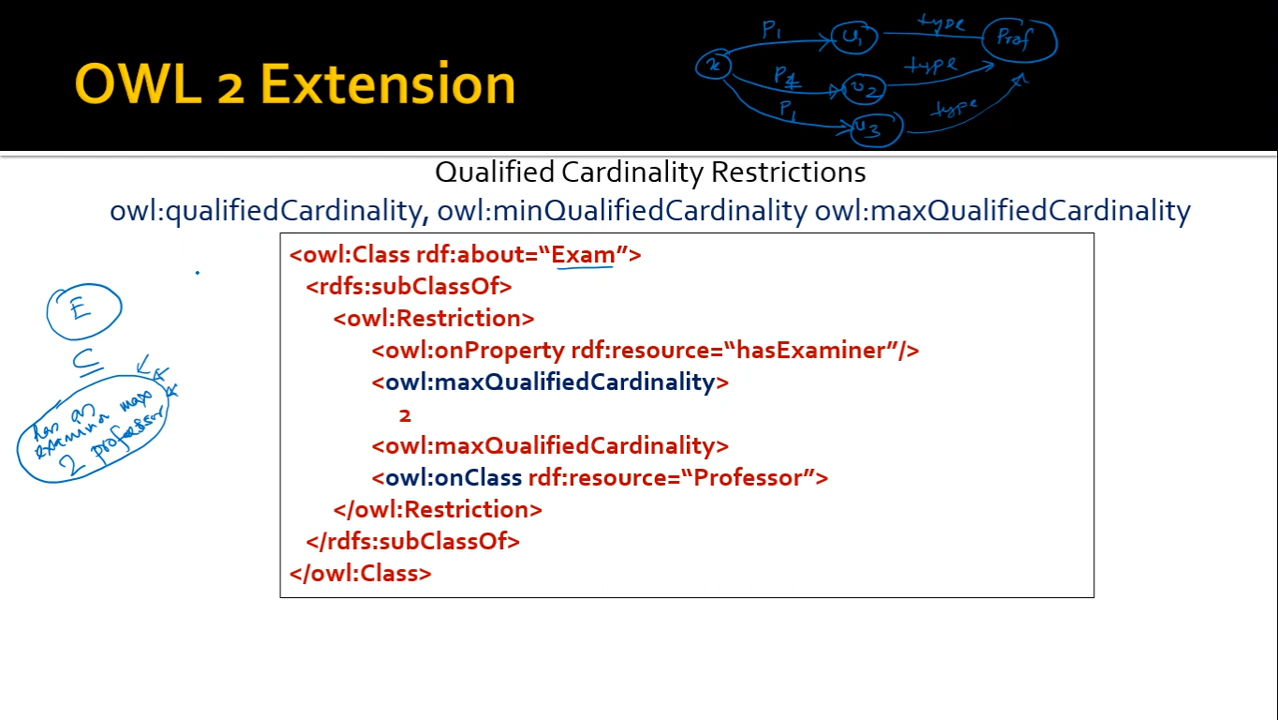 OWL 2 Extension
x P1 u1 type Prof
P1 u2 type
P1 u3 type
Qualified Cardinality Restrictions
owl:qualifiedCardinality, owl:minQualifiedCardinality owl:maxQualifiedCardinality
<owl:Class rdf:about=“Exam”>
<rdfs:subClassOf>
<owl:Restriction>
<owl:onProperty rdf:resource=“hasExaminer”/>
<owl:maxQualifiedCardinality>
2
<owl:maxQualifiedCardinality>
<owl:onClass rdf:resource=“Professor”>
</owl:Restriction>
</rdfs:subClassOf>
</owl:Class>
E
⊆
has an
examiner max
2 professor